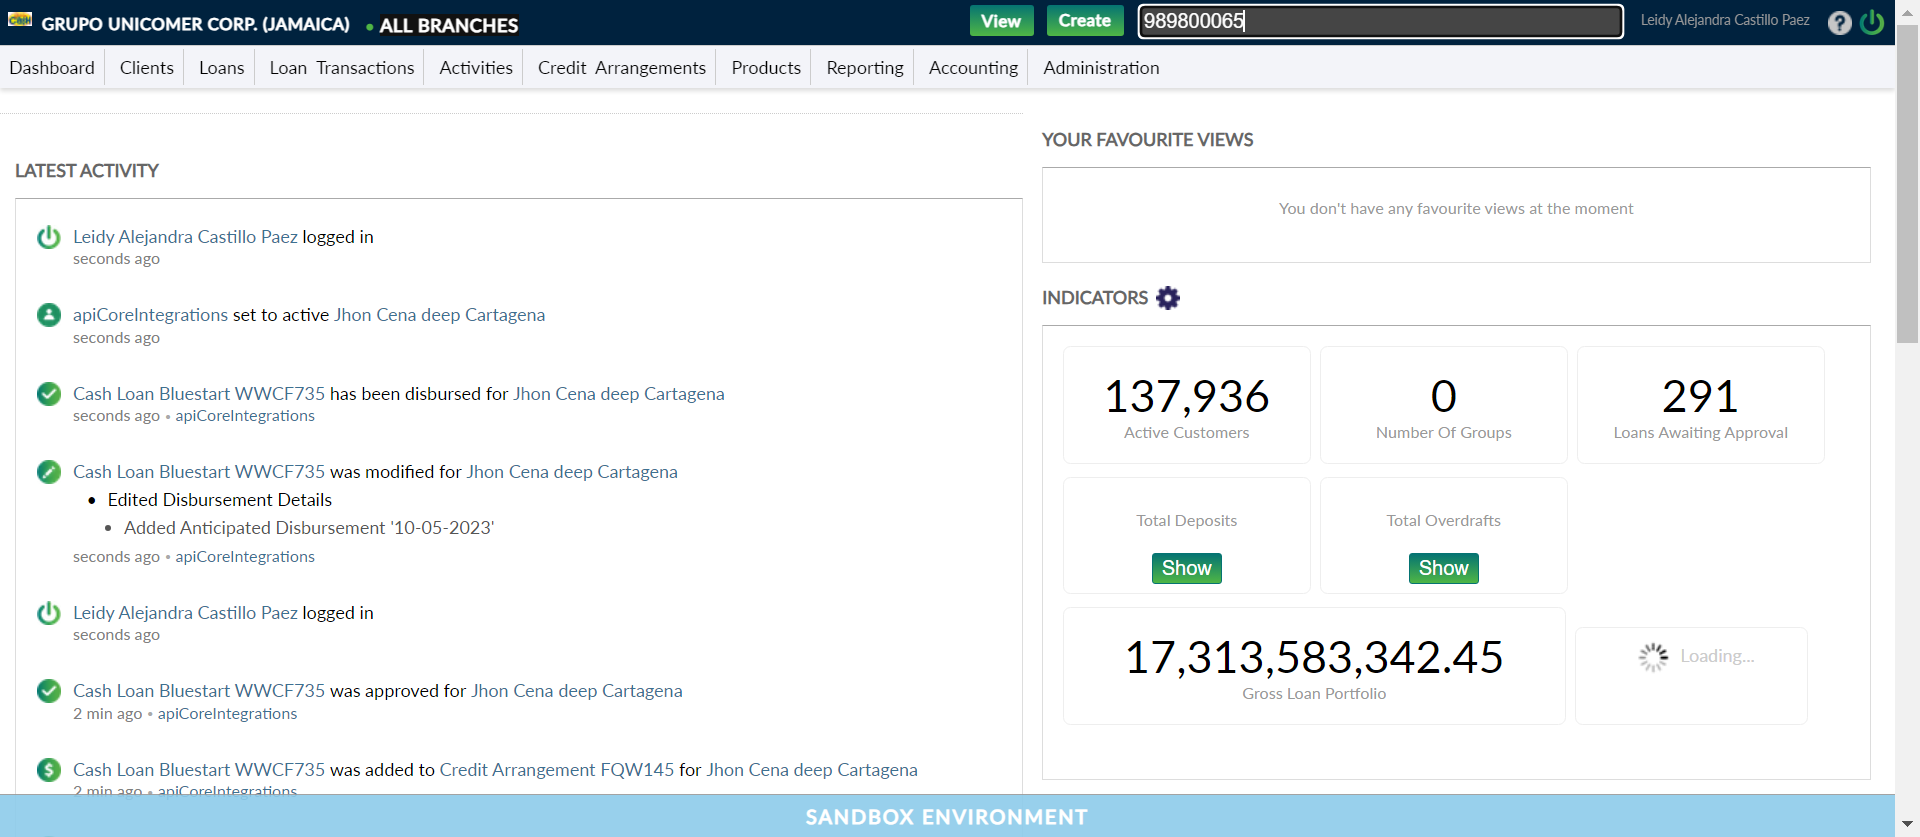 Cash
GRUPO UNICOMER CORP. (JAMAICA) • ALL BRANCHES
View
Create
989800065
Leidy Alejandra Castillo Paez
?
Dashboard
Clients
Loans
Loan Transactions
Activities
Credit Arrangements
Products
Reporting
Accounting
Administration
LATEST ACTIVITY
Leidy Alejandra Castillo Paez logged in
seconds ago
apiCoreIntegrations set to active Jhon Cena deep Cartagena
seconds ago
Cash Loan Bluestart WWCF735 has been disbursed for Jhon Cena deep Cartagena
seconds ago • apiCoreIntegrations
Cash Loan Bluestart WWCF735 was modified for Jhon Cena deep Cartagena
• Edited Disbursement Details
• Added Anticipated Disbursement '10-05-2023'
seconds ago • apiCoreIntegrations
Leidy Alejandra Castillo Paez logged in
seconds ago
Cash Loan Bluestart WWCF735 was approved for Jhon Cena deep Cartagena
2 min ago • apiCoreIntegrations
$
Cash Loan Bluestart WWCF735 was added to Credit Arrangement FQW145 for Jhon Cena deep Cartagena
2 min ago • apiCoreIntegrations
YOUR FAVOURITE VIEWS
You don't have any favourite views at the moment
INDICATORS
137,936
Active Customers
0
Number Of Groups
291
Loans Awaiting Approval
Total Deposits
Show
Total Overdrafts
Show
17,313,583,342.45
Gross Loan Portfolio
Loading...
SANDBOX ENVIRONMENT